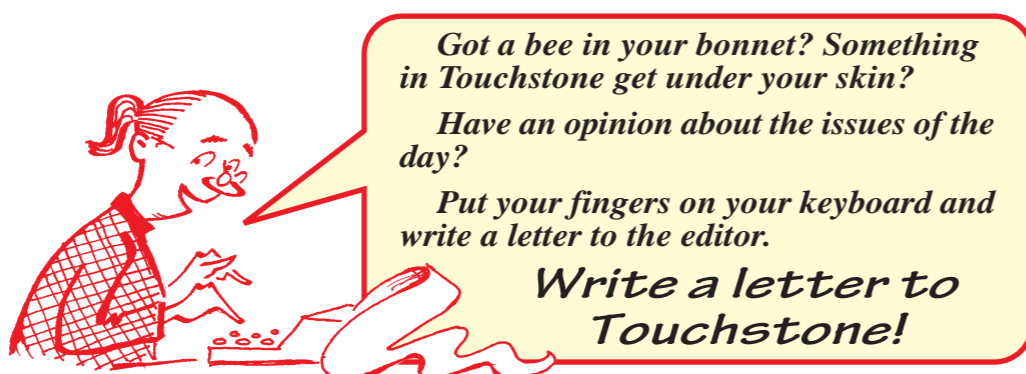 Got a bee in your bonnet? Something
in Touchstone get under your skin?
Have an opinion about the issues of the
day?
Put your fingers on your keyboard and
write a letter to the editor.
Write a letter to
Touchstone!